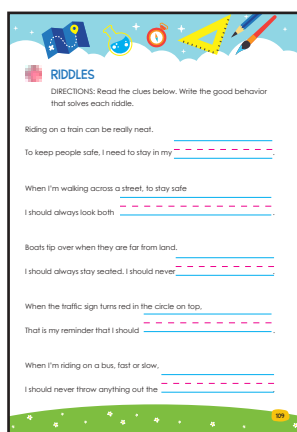 RIDDLES
DIRECTIONS: Read the clues below. Write the good behavior
that solves each riddle.
Riding on a train can be really neat.
To keep people safe, I need to stay in my .
When I'm walking across a street, to stay safe
I should always look both .
Boats tip over when they are far from land.
I should always stay seated. I should never .
When the traffic sign turns red in the circle on top,
That is my reminder that I should .
When I'm riding on a bus, fast or slow,
I should never throw anything out the .
109